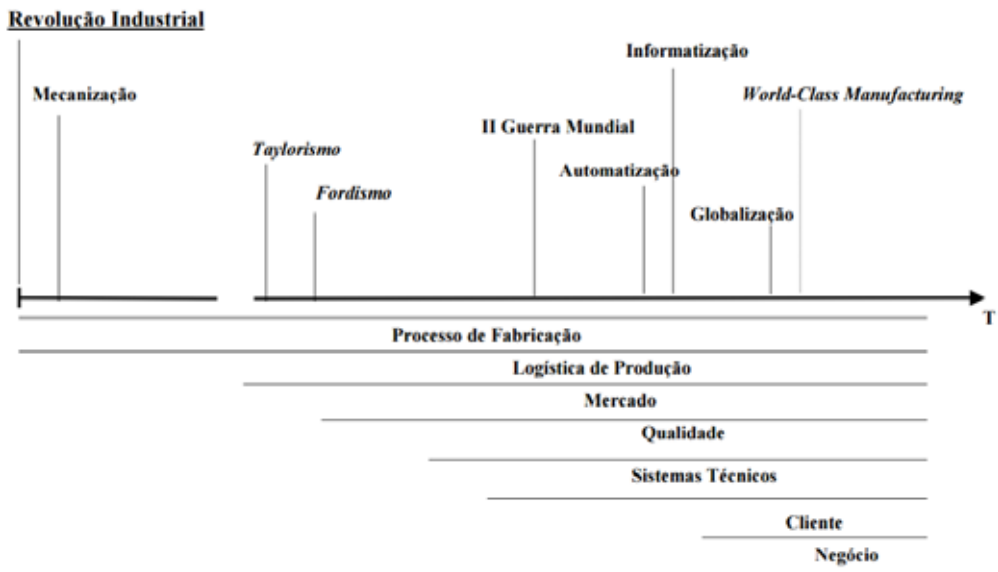 Revolução Industrial
Informatização
Mecanização
World-Class Manufacturing
II Guerra Mundial
Taylorismo
Automatização
Fordismo
Globalização
T
Processo de Fabricação
Logística de Produção
Mercado
Qualidade
Sistemas Técnicos
Cliente
Negócio